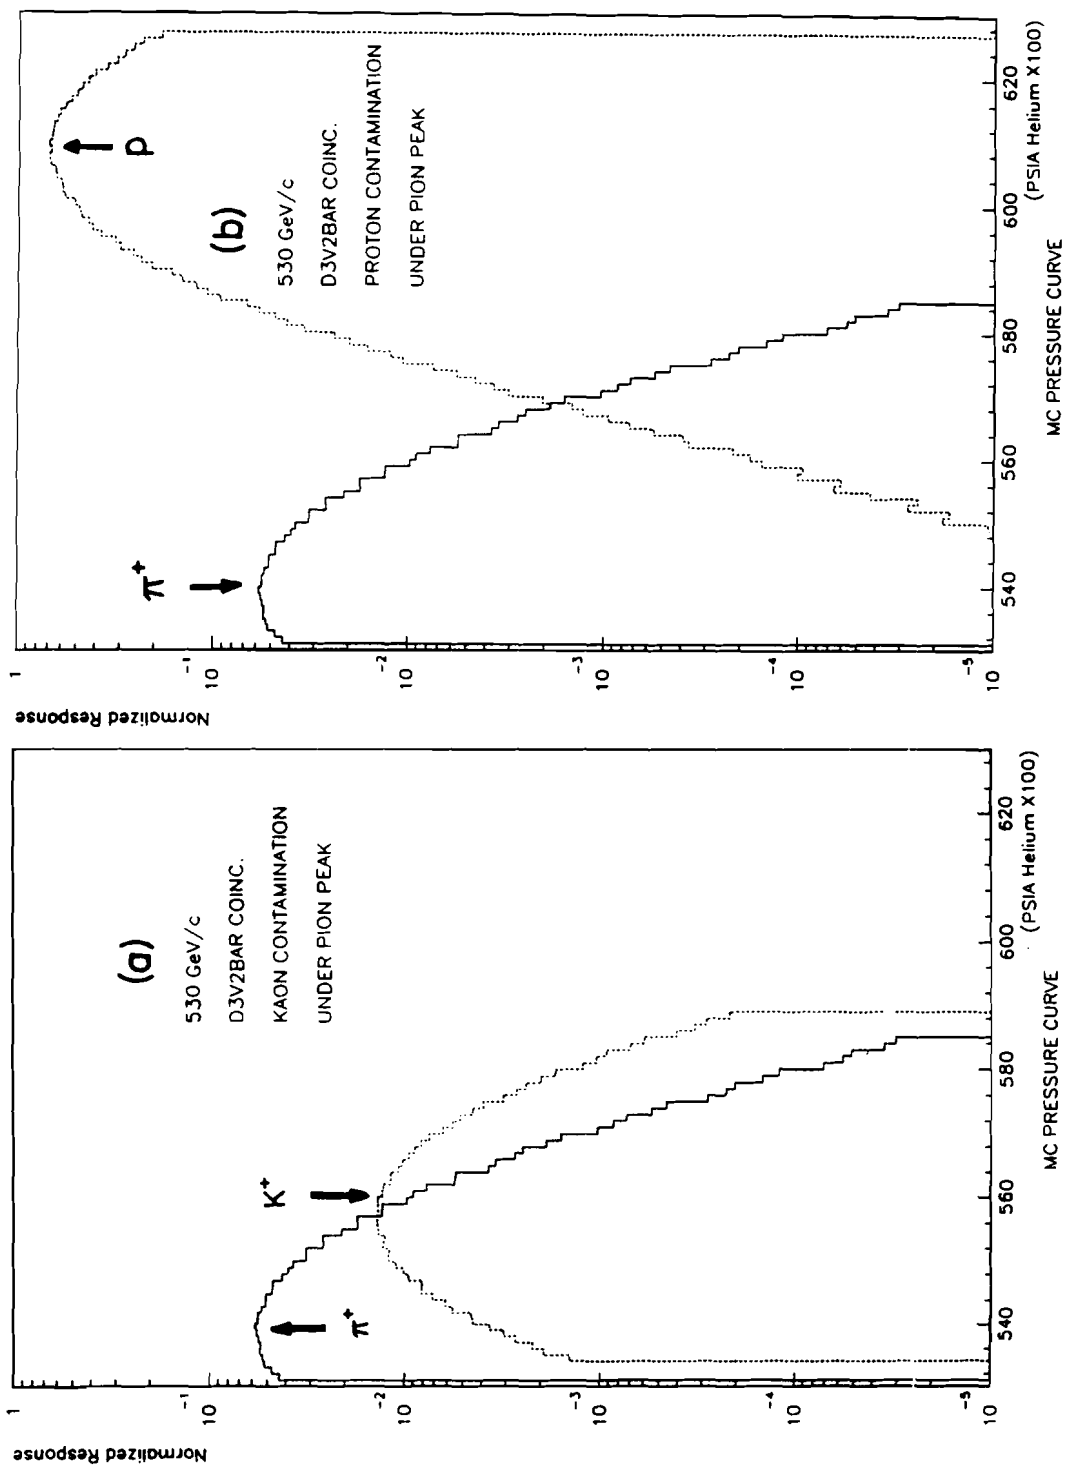 Normalized Response
1
10⁻¹
10⁻²
10⁻³
10⁻⁴
10⁻⁵
(a)
530 GeV/c
D3V2BAR COINC.
KAON CONTAMINATION
UNDER PION PEAK
K⁺
π⁺
540
560
580
600
620
(PSIA Helium X100)
MC PRESSURE CURVE
Normalized Response
1
10⁻¹
10⁻²
10⁻³
10⁻⁴
10⁻⁵
p
(b)
530 GeV/c
D3V2BAR COINC.
PROTON CONTAMINATION
UNDER PION PEAK
π⁺
540
560
580
600
620
(PSIA Helium X100)
MC PRESSURE CURVE